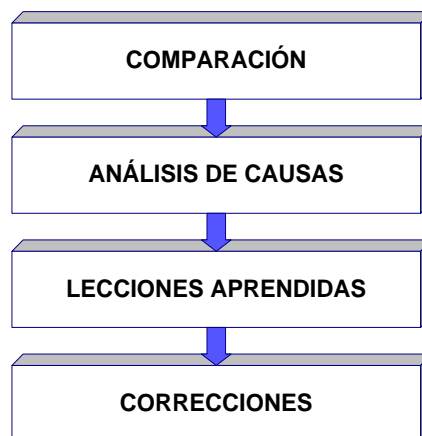 COMPARACIÓN
ANÁLISIS DE CAUSAS
LECCIONES APRENDIDAS
CORRECCIONES